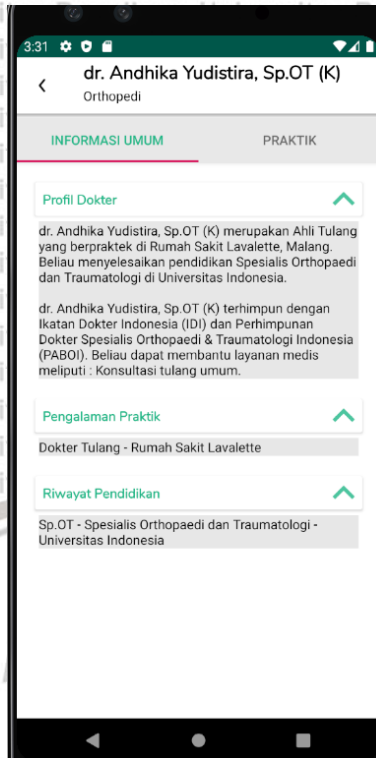 3:31
dr. Andhika Yudistira, Sp.OT (K)
Orthopedi
INFORMASI UMUM
PRAKTIK
Profil Dokter
dr. Andhika Yudistira, Sp.OT (K) merupakan Ahli Tulang
yang berpraktek di Rumah Sakit Lavalette, Malang.
Beliau menyelesaikan pendidikan Spesialis Orthopaedi
dan Traumatologi di Universitas Indonesia.
dr. Andhika Yudistira, Sp.OT (K) terhimpun dengan
Ikatan Dokter Indonesia (IDI) dan Perhimpunan
Dokter Spesialis Orthopaedi & Traumatologi Indonesia
(PABOI). Beliau dapat membantu layanan medis
meliputi : Konsultasi tulang umum.
Pengalaman Praktik
Dokter Tulang - Rumah Sakit Lavalette
Riwayat Pendidikan
Sp.OT - Spesialis Orthopaedi dan Traumatologi -
Universitas Indonesia